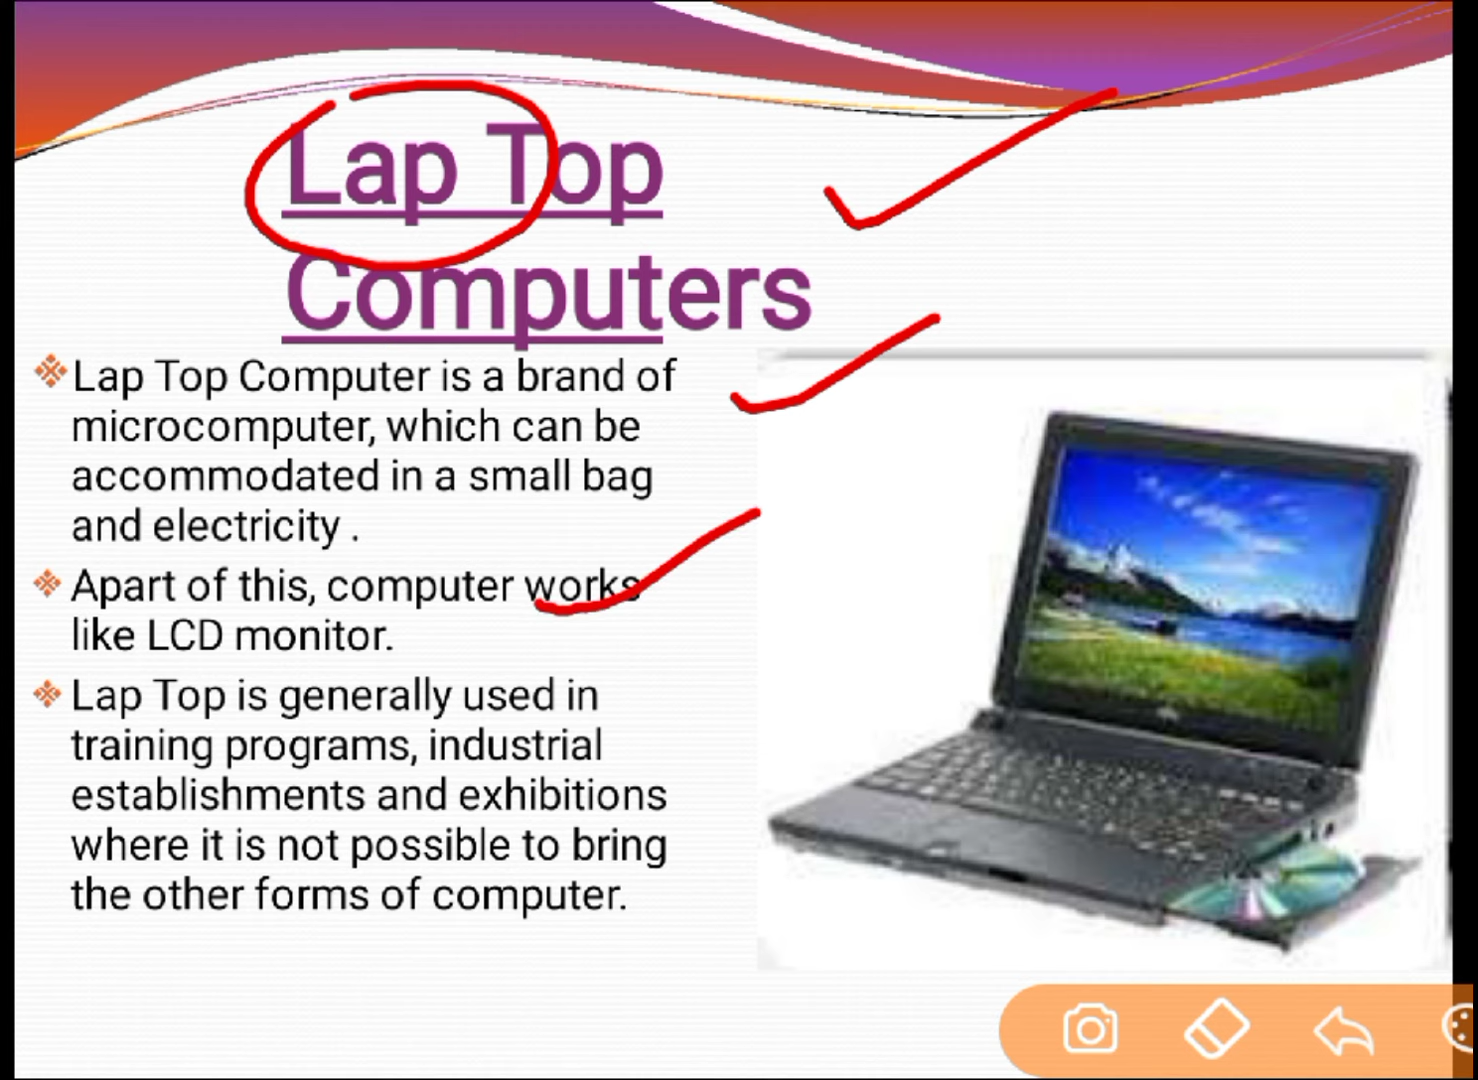 Lap Top
Computers
Lap Top Computer is a brand of
microcomputer, which can be
accommodated in a small bag
and electricity .
Apart of this, computer works
like LCD monitor.
Lap Top is generally used in
training programs, industrial
establishments and exhibitions
where it is not possible to bring
the other forms of computer.